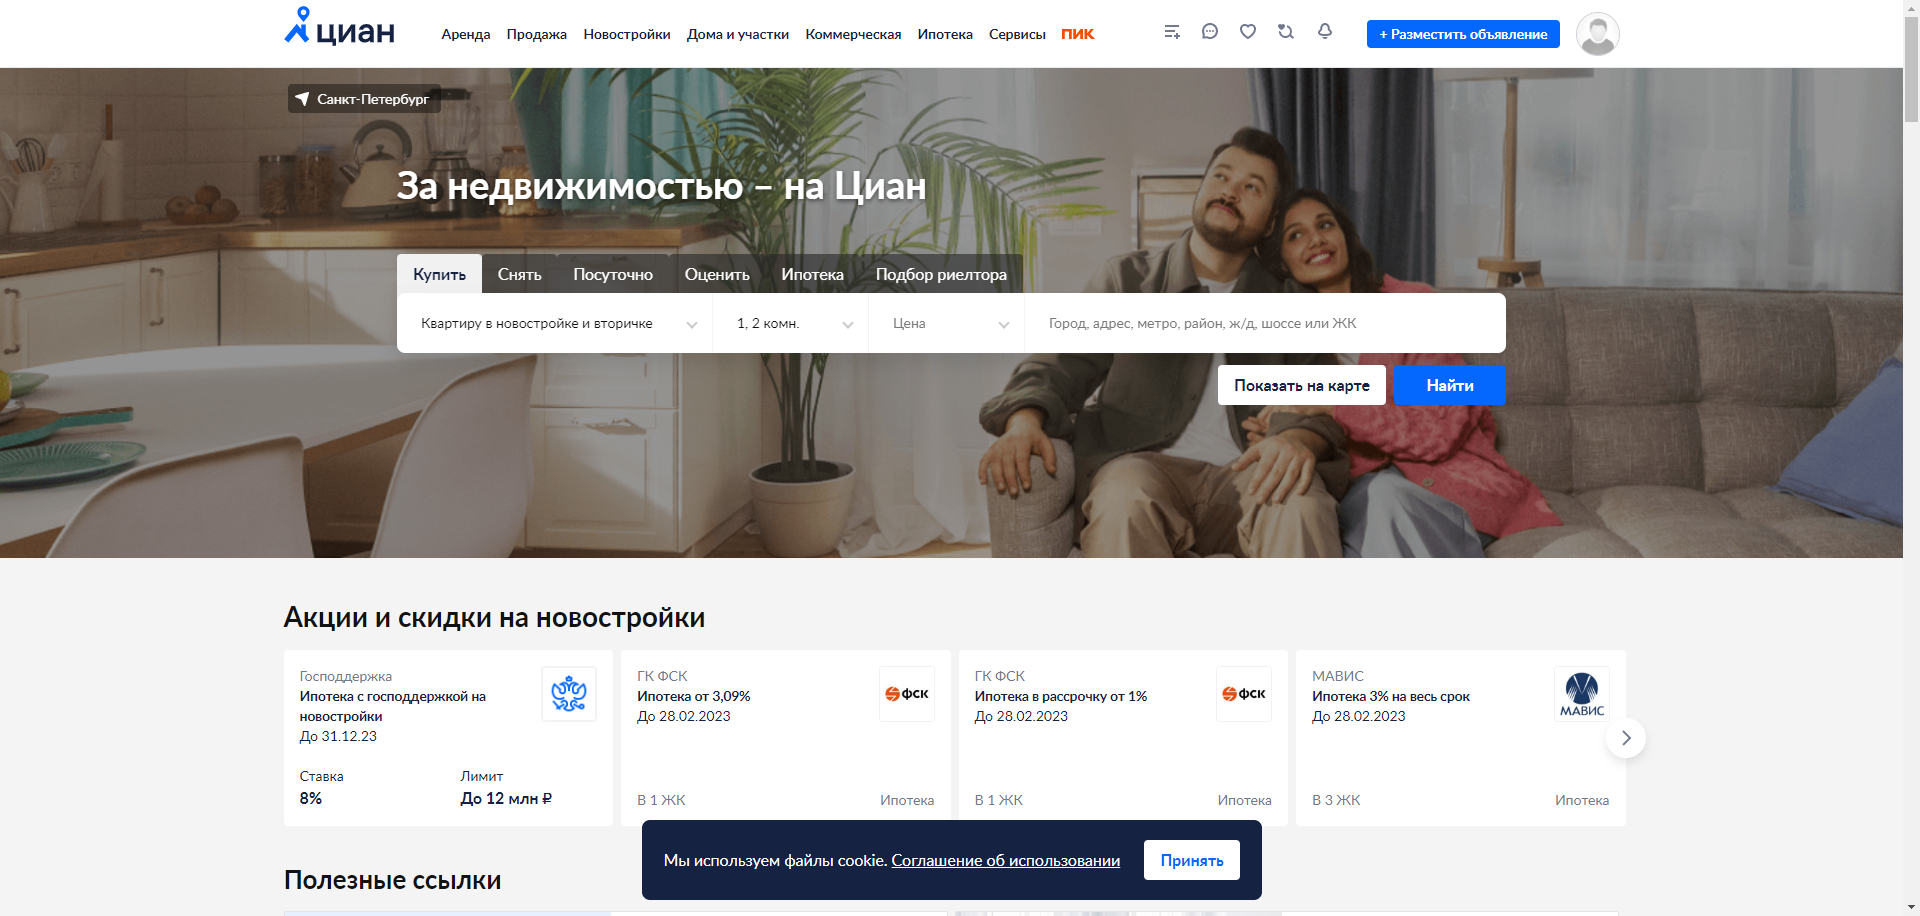 циан
Аренда Продажа Новостройки Дома и участки Коммерческая Ипотека Сервисы ПИК
+ Разместить объявление
Санкт-Петербург
За недвижимостью – на Циан
Купить Снять Посуточно Оценить Ипотека Подбор риелтора
Квартиру в новостройке и вторичке 1, 2 комн. Цена Город, адрес, метро, район, ж/д, шоссе или ЖК
Показать на карте Найти
Акции и скидки на новостройки
Господдержка
Ипотека с господдержкой на
новостройки
До 31.12.23
Ставка Лимит
8% До 12 млн ₽
ГК ФСК
Ипотека от 3,09%
До 28.02.2023
ФСК
В 1 ЖК Ипотека
ГК ФСК
Ипотека в рассрочку от 1%
До 28.02.2023
ФСК
В 1 ЖК Ипотека
МАВИС
Ипотека 3% на весь срок
До 28.02.2023
МАВИС
В 3 ЖК Ипотека
Мы используем файлы cookie. Соглашение об использовании Принять
Полезные ссылки